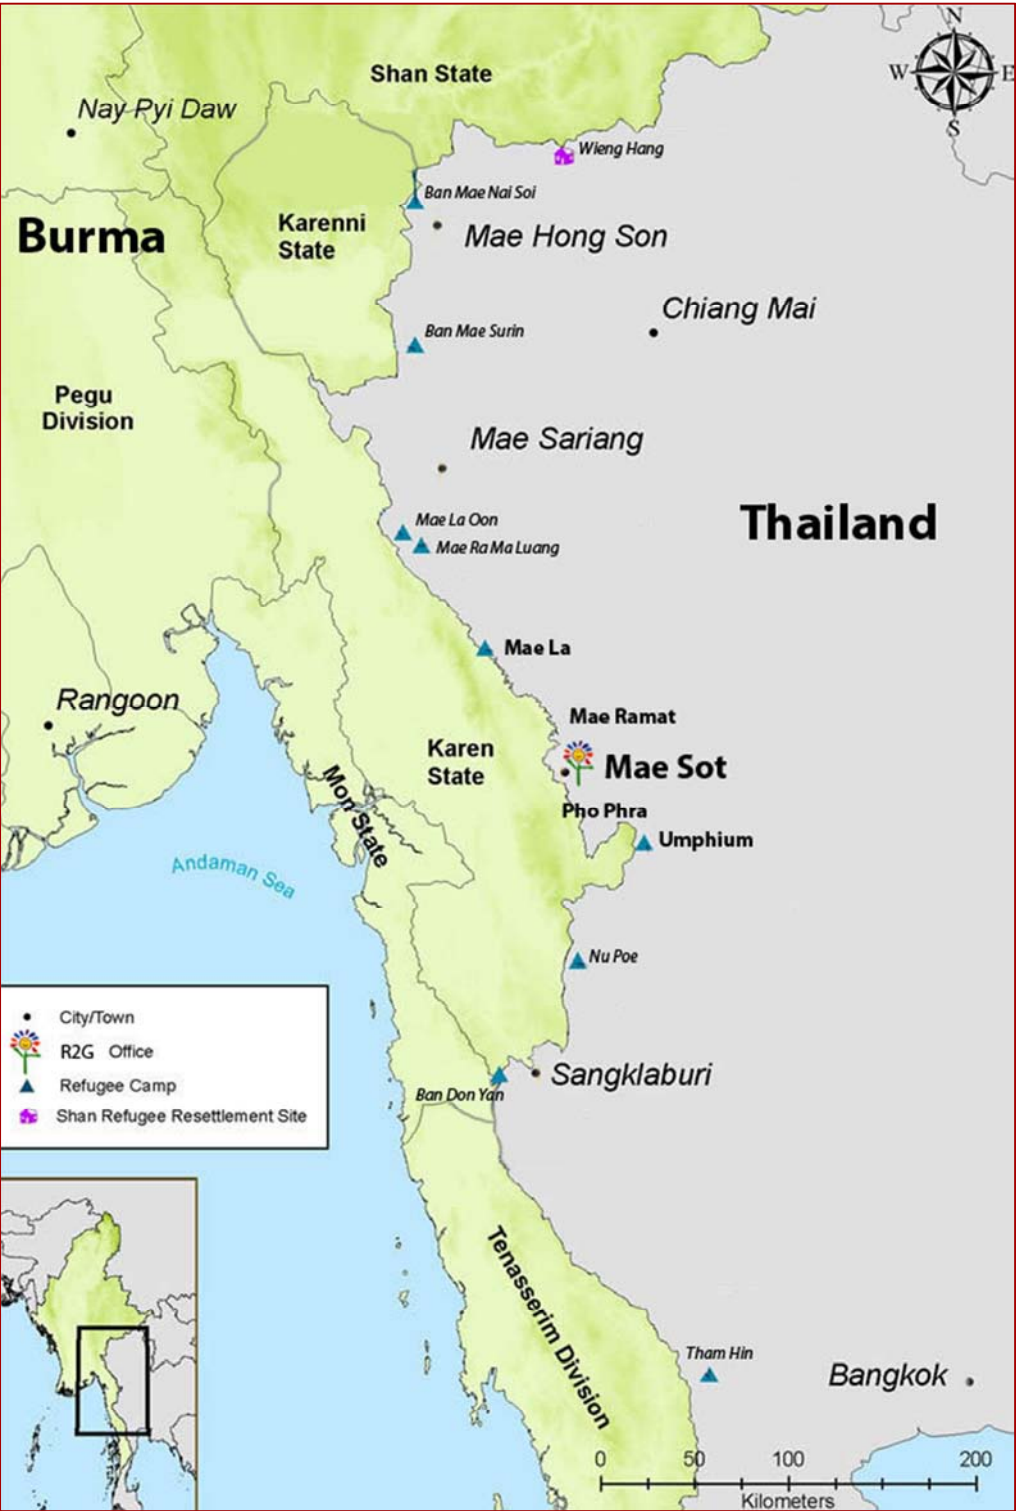 N
W
E
S
Shan State
Nay Pyi Daw
Wieng Hang
Ban Mae Nai Soi
Karenni
State
Burma
Mae Hong Son
Chiang Mai
Ban Mae Surin
Pegu
Division
Mae Sariang
Thailand
Mae La Oon
Mae Ra Ma Luang
Mae La
Rangoon
Mae Ramat
Karen
State
Mae Sot
Mon State
Pho Phra
Umphium
Andaman Sea
Nu Poe
City/Town
R2G Office
Refugee Camp
Shan Refugee Resettlement Site
Sangklaburi
Ban Don Yan
Tenasserim Division
Tham Hin
Bangkok
0 50 100 200
Kilometers